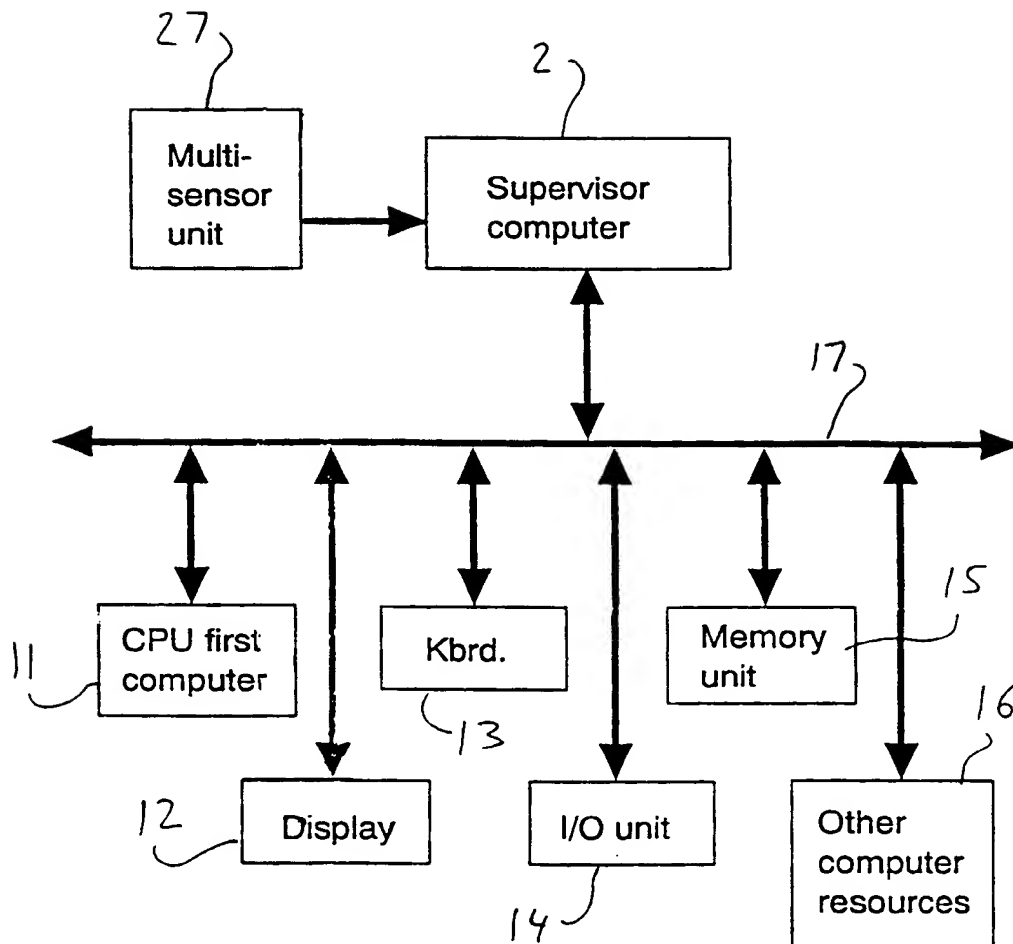 27
2
Multi-
sensor
unit
Supervisor
computer
17
11
CPU first
computer
Kbrd.
13
Memory
unit
15
12
Display
I/O unit
14
16
Other
computer
resources